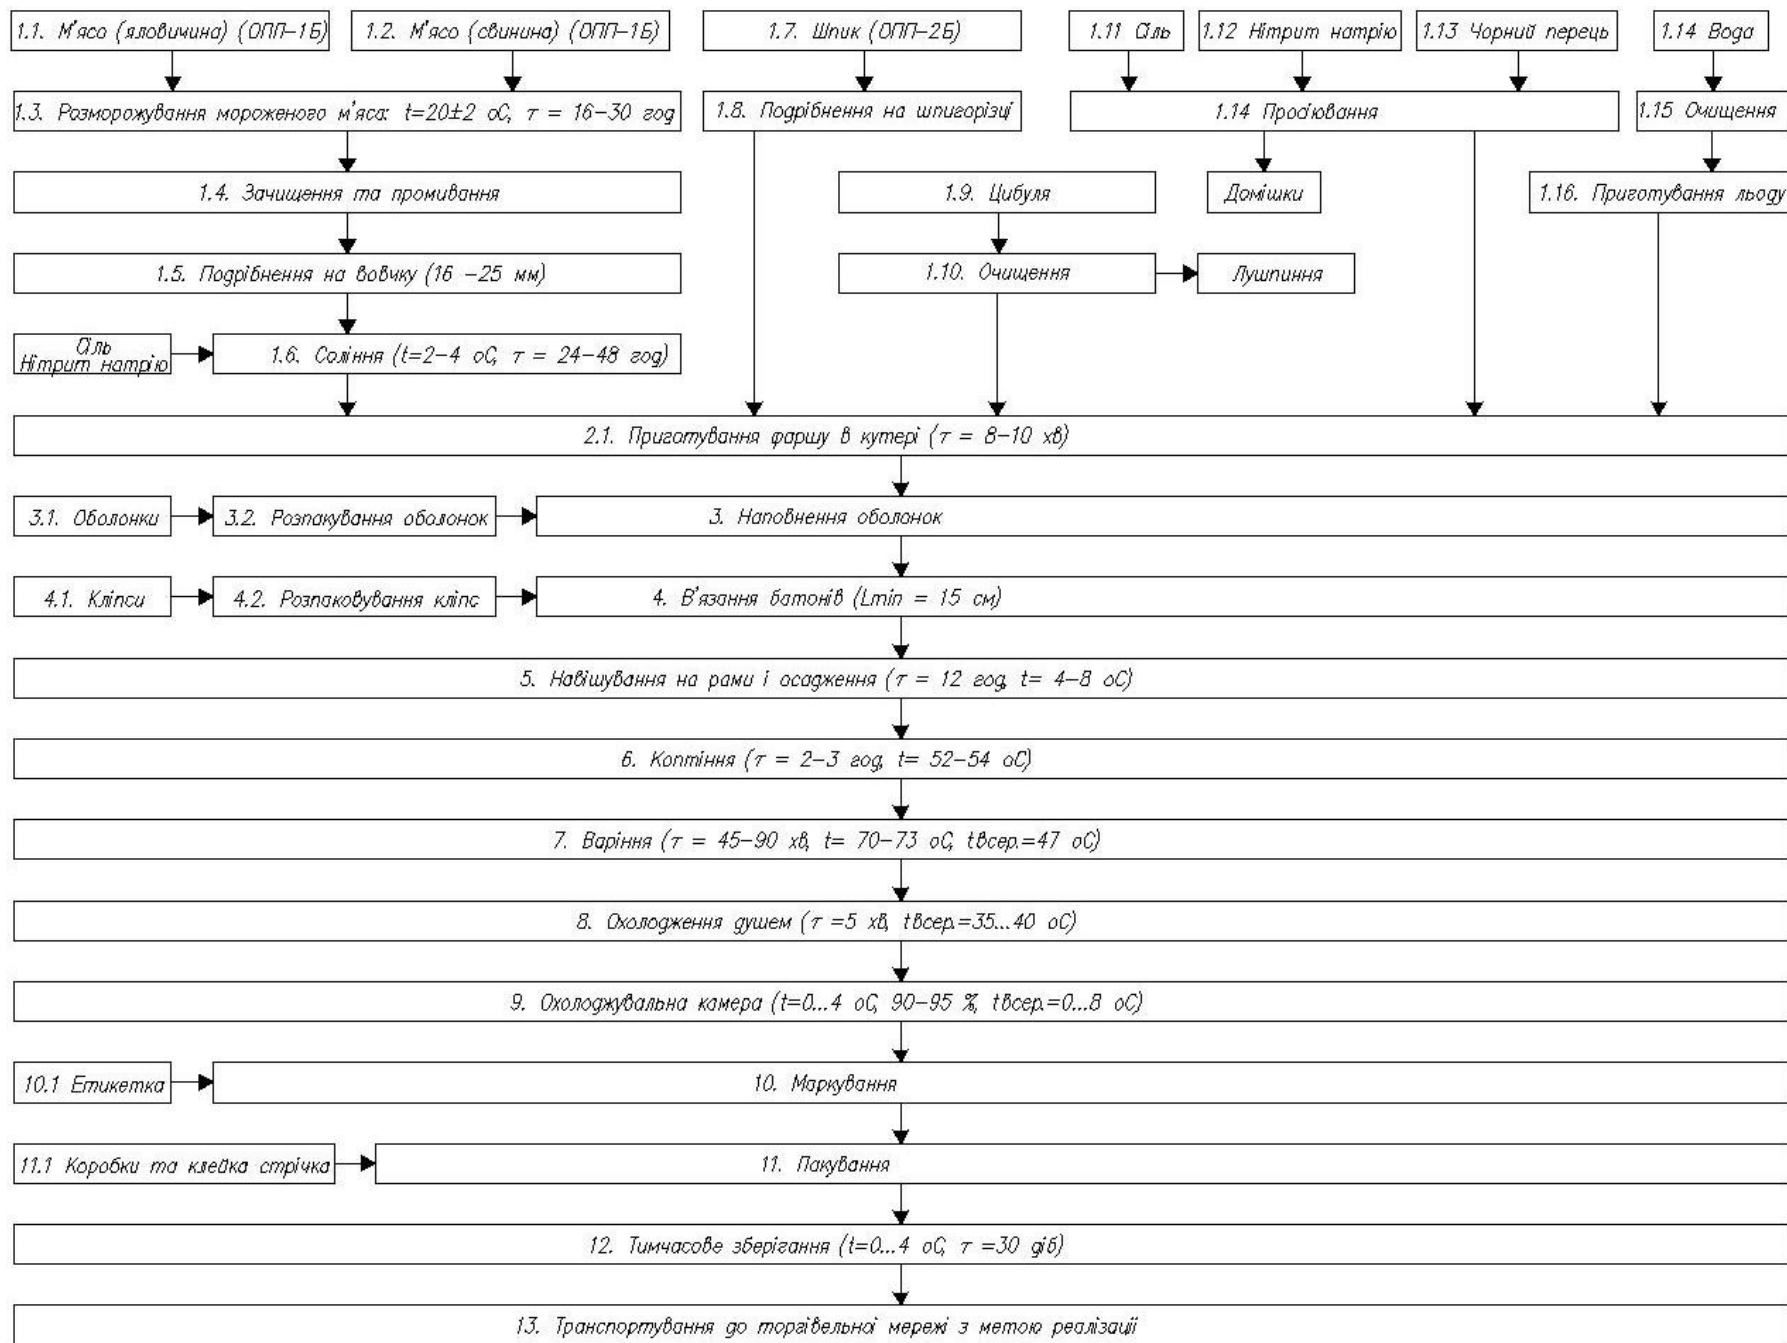 1.1. М'ясо (яловичина) (ОПП-1Б)
1.2. М'ясо (свинина) (ОПП-1Б)
1.7. Шпик (ОПП-2Б)
1.11 Сіль
1.12 Нітрит натрію
1.13 Чорний перець
1.14 Вода
1.3. Розморожування мороженого м'яса: t=20±2 оС, τ = 16-30 год
1.8. Подрібнення на шпигорізці
1.14 Просіювання
1.15 Очищення
1.4. Зачищення та промивання
1.9. Цибуля
Домішки
1.16. Приготування льоду
1.5. Подрібнення на вовчку (16 -25 мм)
1.10. Очищення
Лушпиння
Сіль
Нітрит натрію
1.6. Соління (t=2-4 оС, τ = 24-48 год)
2.1. Приготування фаршу в кутері (τ = 8-10 хв)
3.1. Оболонки
3.2. Розпакування оболонок
3. Наповнення оболонок
4.1. Кліпси
4.2. Розпаковування кліпс
4. В'язання батонів (Lmin = 15 см)
5. Навішування на рами і осадження (τ = 12 год, t= 4-8 оС)
6. Коптіння (τ = 2-3 год, t= 52-54 оС)
7. Варіння (τ = 45-90 хв, t= 70-73 оС, tвсер.=47 оС)
8. Охолодження душем (τ =5 хв, tвсер.=35...40 оС)
9. Охолоджувальна камера (t=0...4 оС, 90-95 %, tвсер.=0...8 оС)
10.1 Етикетка
10. Маркування
11.1 Коробки та клейка стрічка
11. Пакування
12. Тимчасове зберігання (t=0...4 оС, τ =30 діб)
13. Транспортування до торгівельної мережі з метою реалізації